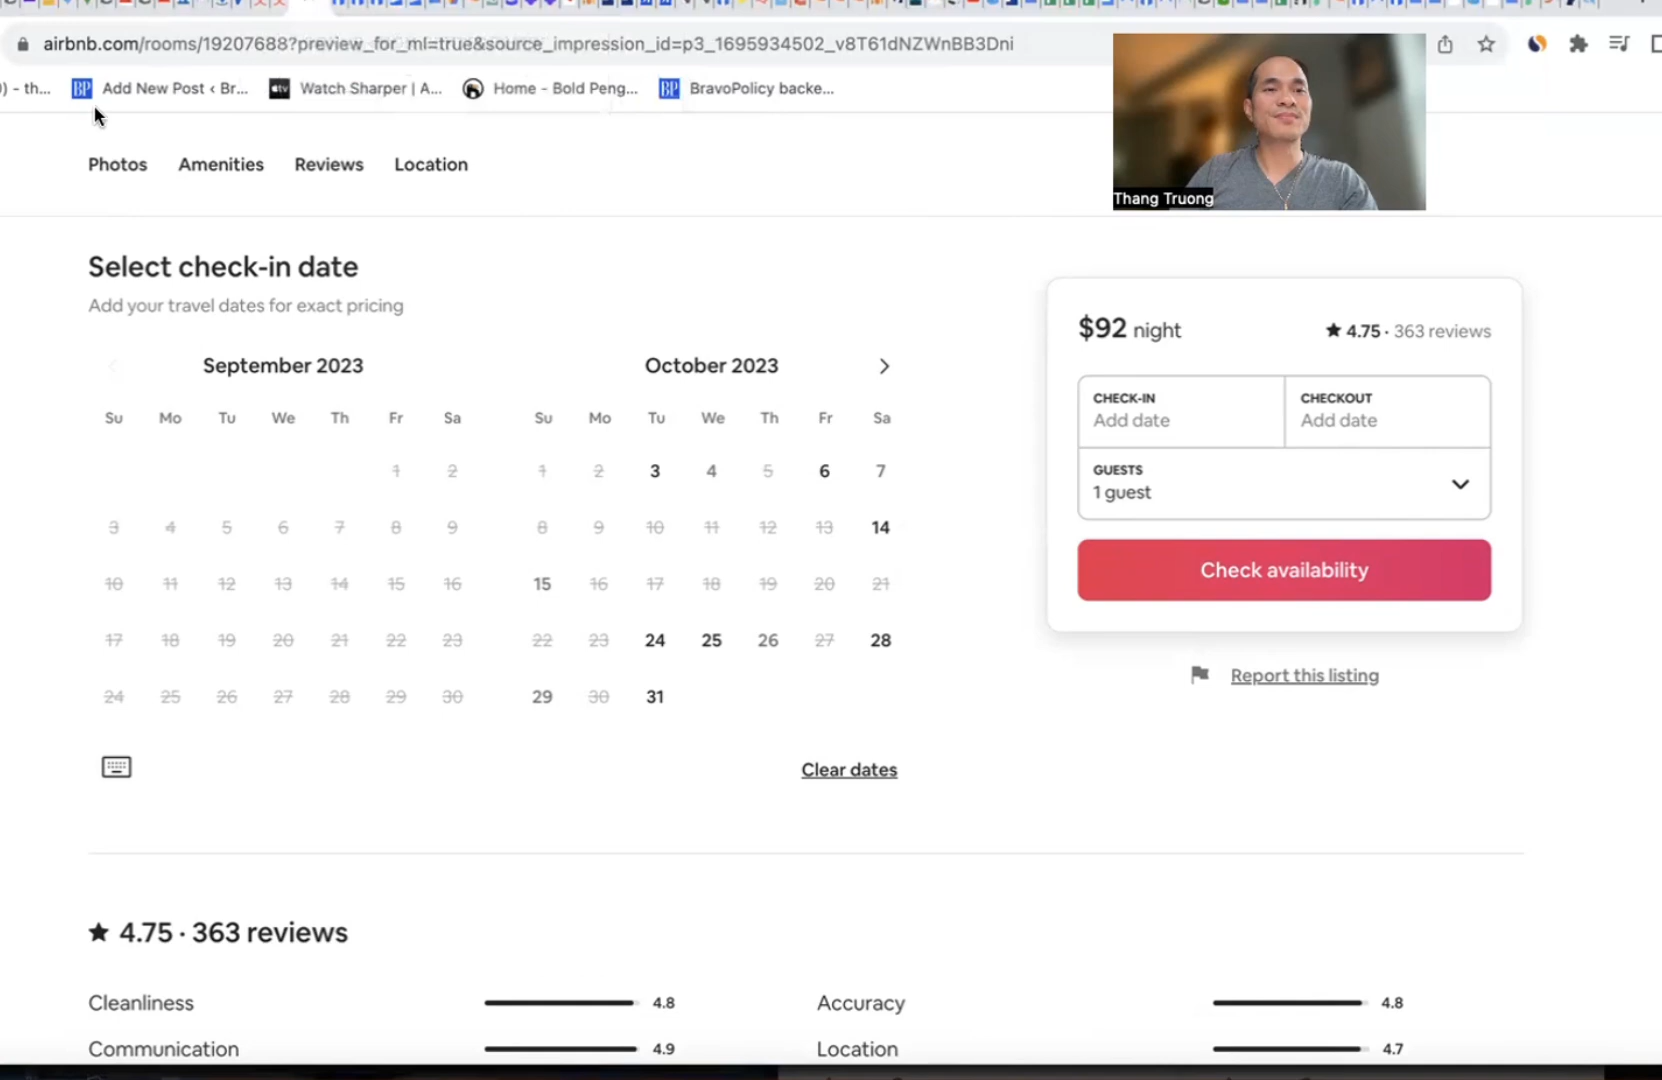 airbnb.com/rooms/19207688?preview_for_ml=true&source_impression_id=p3_1695934502_v8T61dNZWnBB3Dni
) - th... Add New Post ‹ Br... Watch Sharper | A... Home - Bold Peng... BravoPolicy backe...
Thang Truong
Photos Amenities Reviews Location
Select check-in date
Add your travel dates for exact pricing
September 2023
Su Mo Tu We Th Fr Sa
1 2
3 4 5 6 7 8 9
10 11 12 13 14 15 16
17 18 19 20 21 22 23
24 25 26 27 28 29 30
October 2023
Su Mo Tu We Th Fr Sa
1 2 3 4 5 6 7
8 9 10 11 12 13 14
15 16 17 18 19 20 21
22 23 24 25 26 27 28
29 30 31
Clear dates
$92 night
★ 4.75 · 363 reviews
CHECK-IN
Add date
CHECKOUT
Add date
GUESTS
1 guest
Check availability
Report this listing
★ 4.75 · 363 reviews
Cleanliness 4.8
Accuracy 4.8
Communication 4.9
Location 4.7